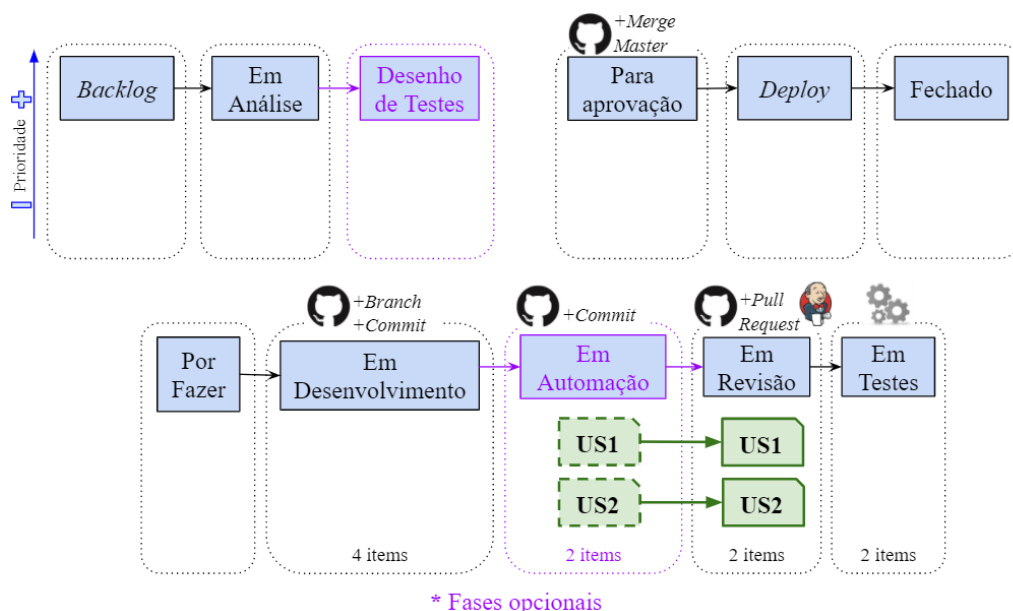 +Merge
Master
Prioridade
Backlog
Em
Análise
Desenho
de Testes
Para
aprovação
Deploy
Fechado
+Branch
+Commit
+Commit
+Pull
Request
Por
Fazer
Em
Desenvolvimento
Em
Automação
Em
Revisão
Em
Testes
US1
US1
US2
US2
4 items
2 items
2 items
2 items
* Fases opcionais